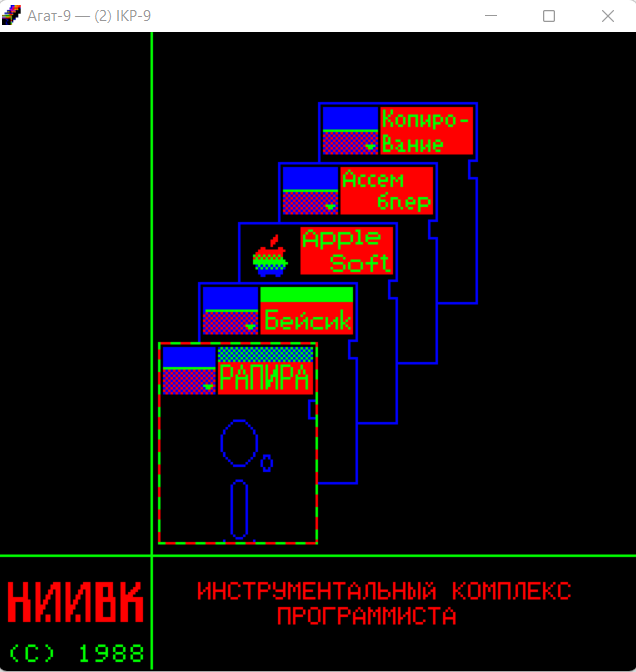 Агат-9 — (2) IKP-9
Копиро-
вание
Ассем
блер
Apple
Soft
Бейсик
РАПИРА
НИИВК
(C) 1988
ИНСТРУМЕНТАЛЬНЫЙ КОМПЛЕКС
ПРОГРАММИСТА